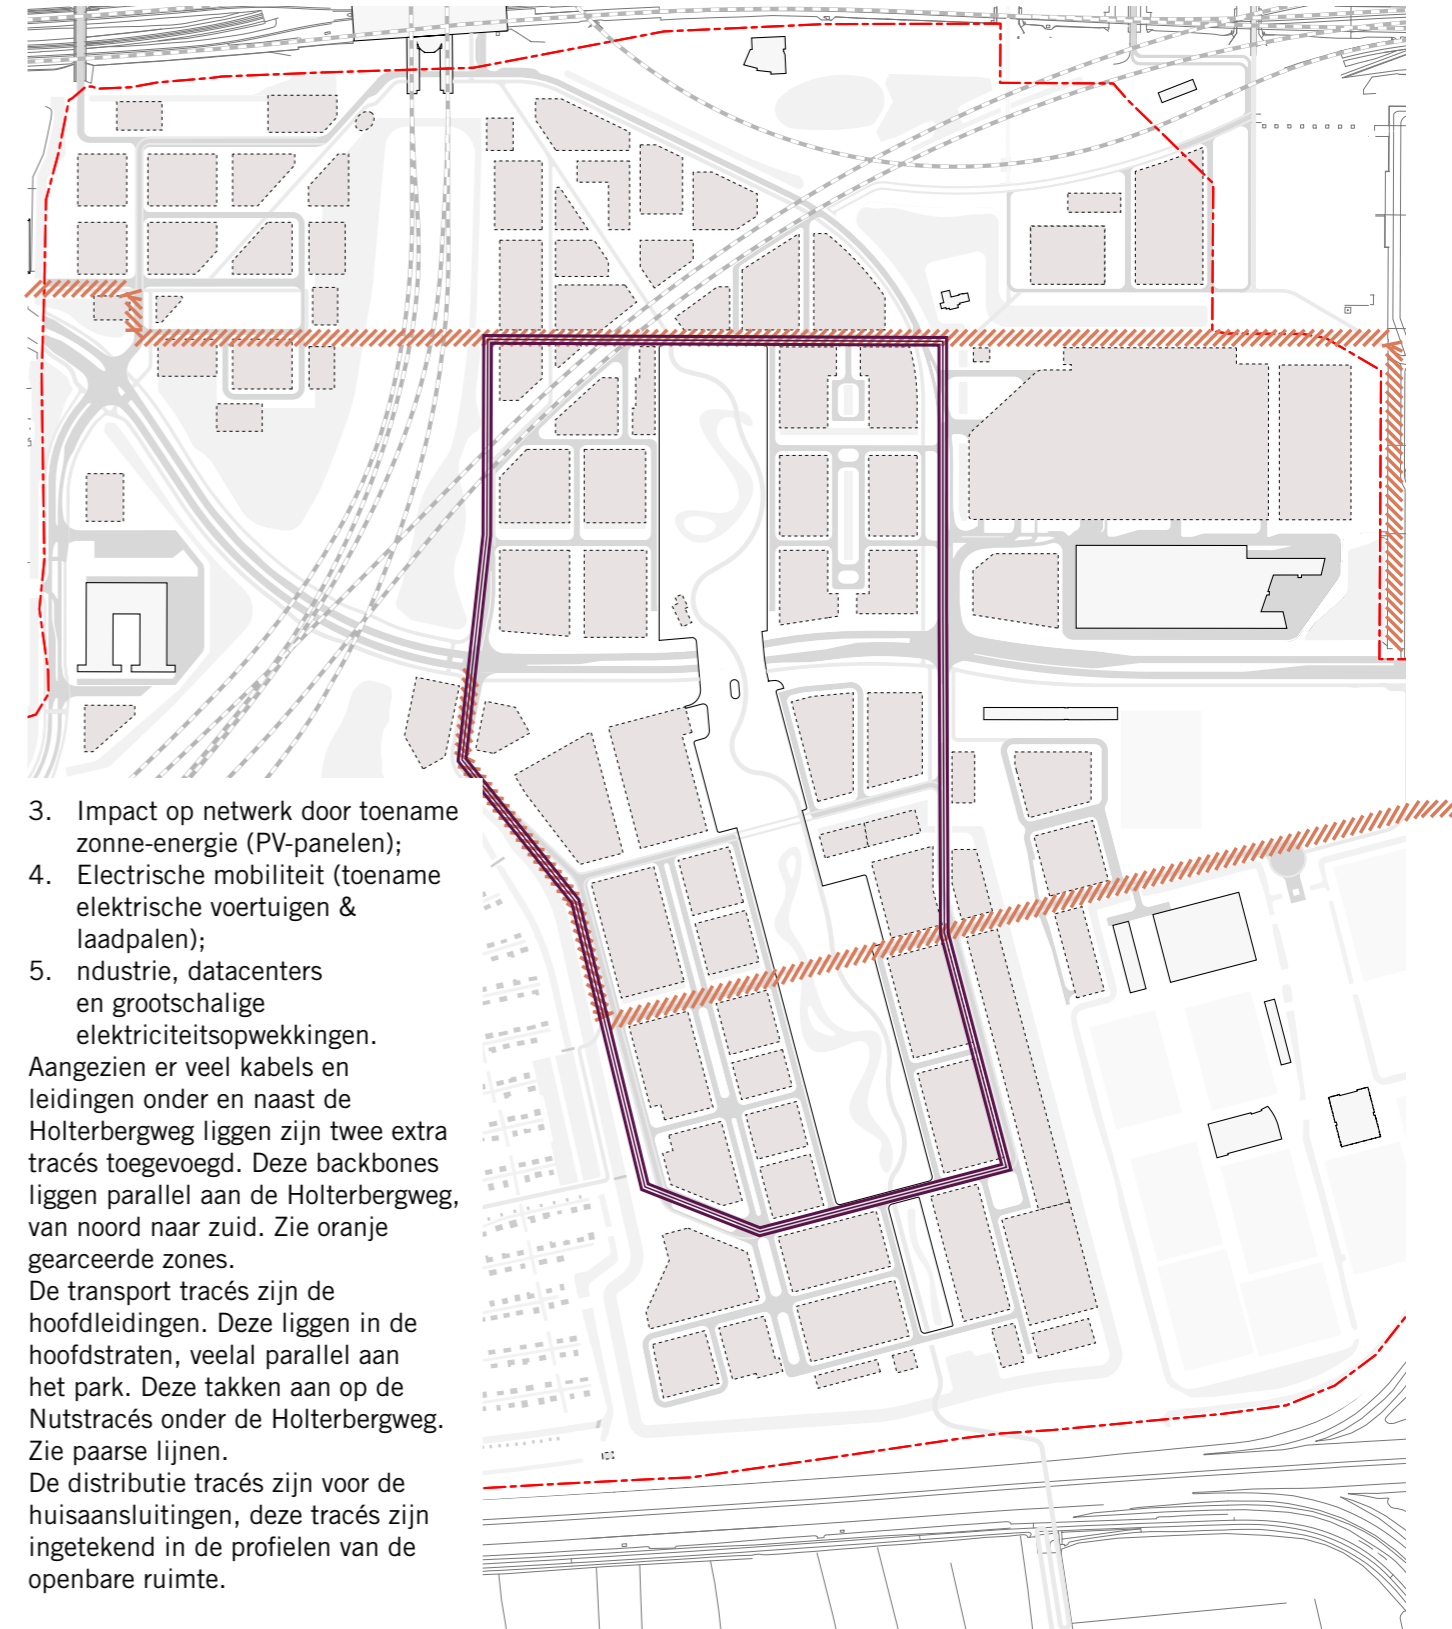 3. Impact op netwerk door toename
zonne-energie (PV-panelen);
4. Electrische mobiliteit (toename
elektrische voertuigen &
laadpalen);
5. ndustrie, datacenters
en grootschalige
elektriciteitsopwekkingen.
Aangezien er veel kabels en
leidingen onder en naast de
Holterbergweg liggen zijn twee extra
tracés toegevoegd. Deze backbones
liggen parallel aan de Holterbergweg,
van noord naar zuid. Zie oranje
gearceerde zones.
De transport tracés zijn de
hoofdleidingen. Deze liggen in de
hoofdstraten, veelal parallel aan
het park. Deze takken aan op de
Nutstracés onder de Holterbergweg.
Zie paarse lijnen.
De distributie tracés zijn voor de
huisaansluitingen, deze tracés zijn
ingetekend in de profielen van de
openbare ruimte.